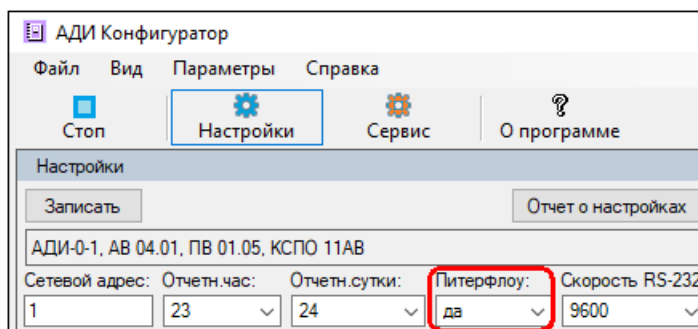 АДИ Конфигуратор
Файл Вид Параметры Справка
Стоп Настройки Сервис О программе
Настройки
Записать Отчет о настройках
АДИ-0-1, АВ 04.01, ПВ 01.05, КСПО 11АВ
Сетевой адрес: Отчетн.час: Отчетн.сутки: Питерфлоу: Скорость RS-232
1 23 24 да 9600